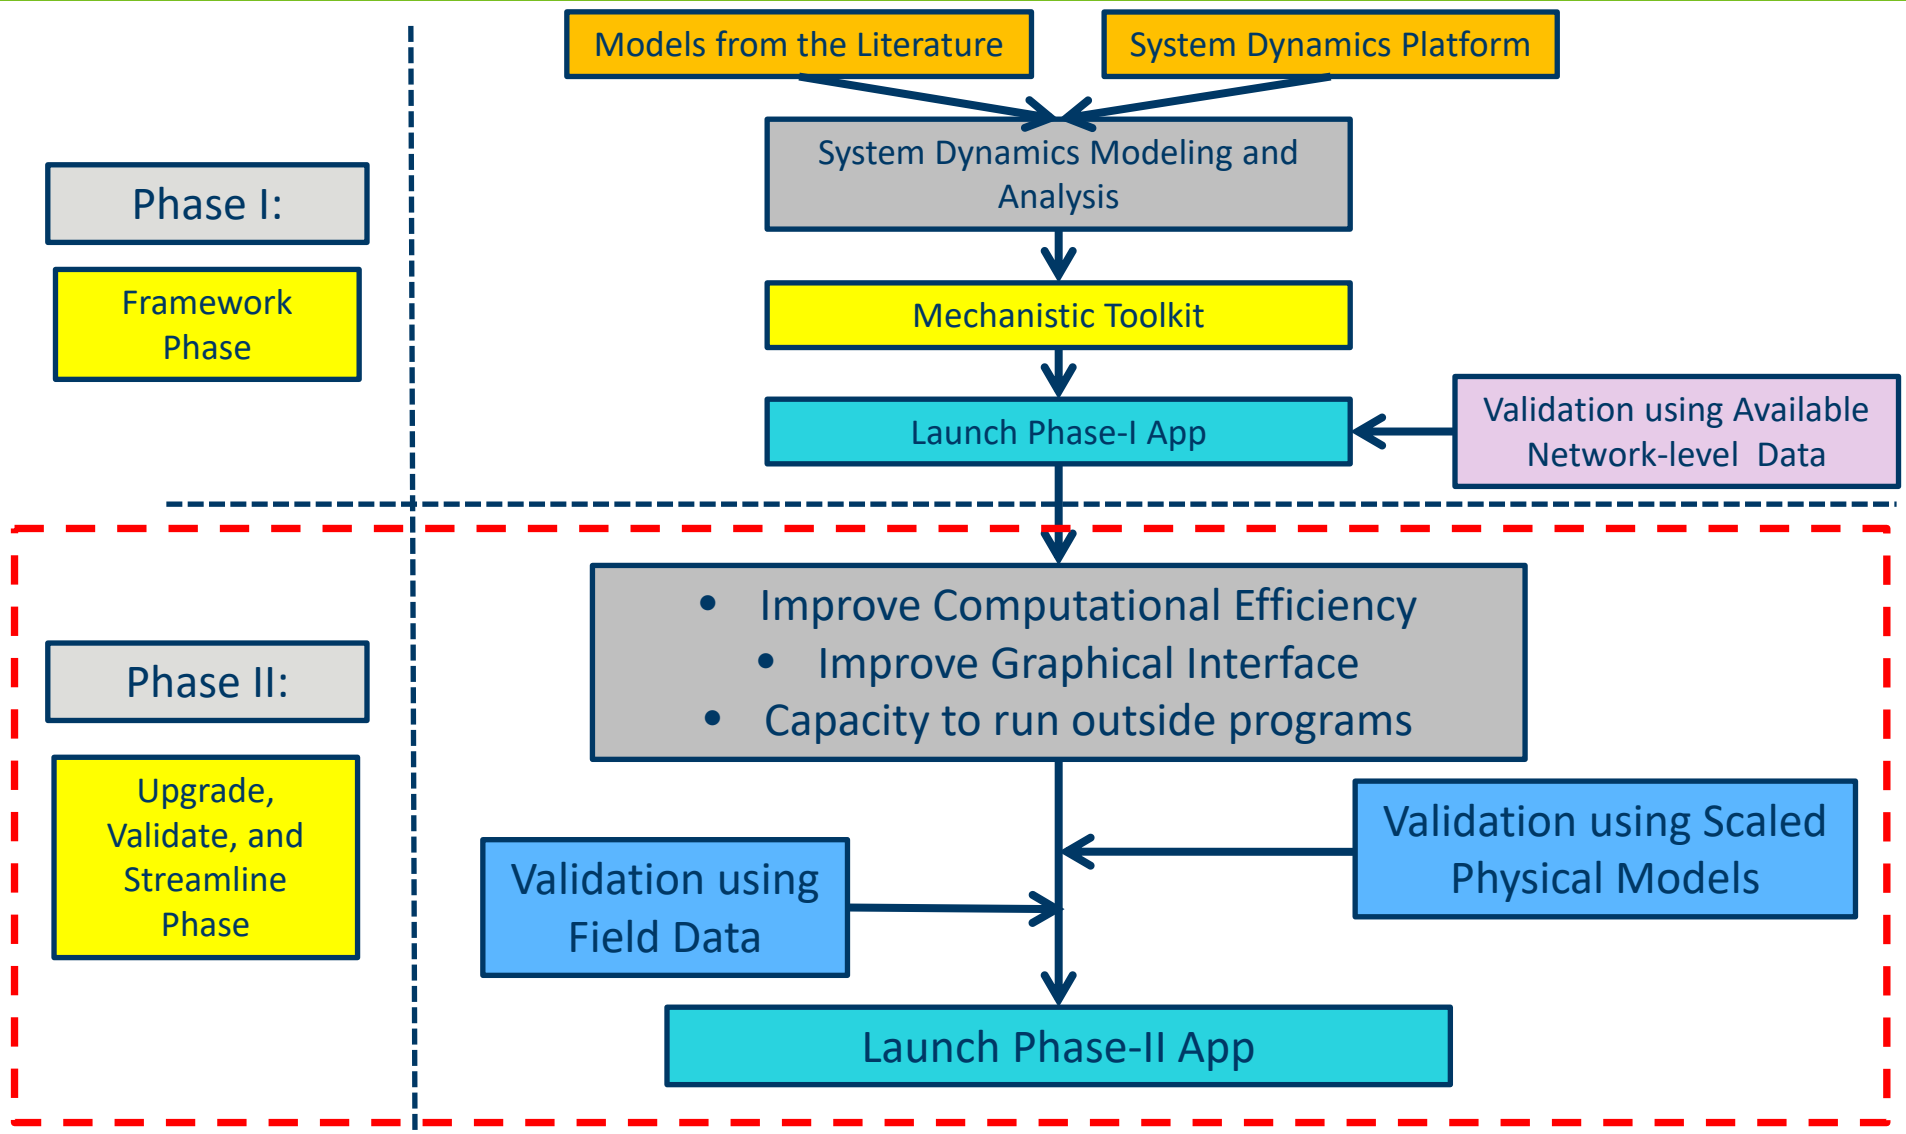 Models from the Literature
System Dynamics Platform
System Dynamics Modeling and
Analysis
Phase I:
Framework
Phase
Mechanistic Toolkit
Launch Phase-I App
Validation using Available
Network-level Data
• Improve Computational Efficiency
• Improve Graphical Interface
• Capacity to run outside programs
Phase II:
Upgrade,
Validate, and
Streamline
Phase
Validation using Scaled
Physical Models
Validation using
Field Data
Launch Phase-II App